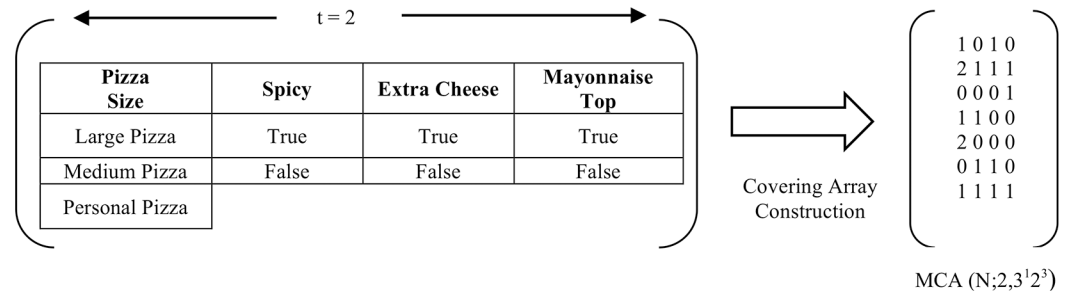 t = 2
Pizza Size Spicy Extra Cheese Mayonnaise Top
Large Pizza True True True
Medium Pizza False False False
Personal Pizza
Covering Array
Construction
1 0 1 0
2 1 1 1
0 0 0 1
1 1 0 0
2 0 0 0
0 1 1 0
1 1 1 1
MCA (N;2,3¹2³)